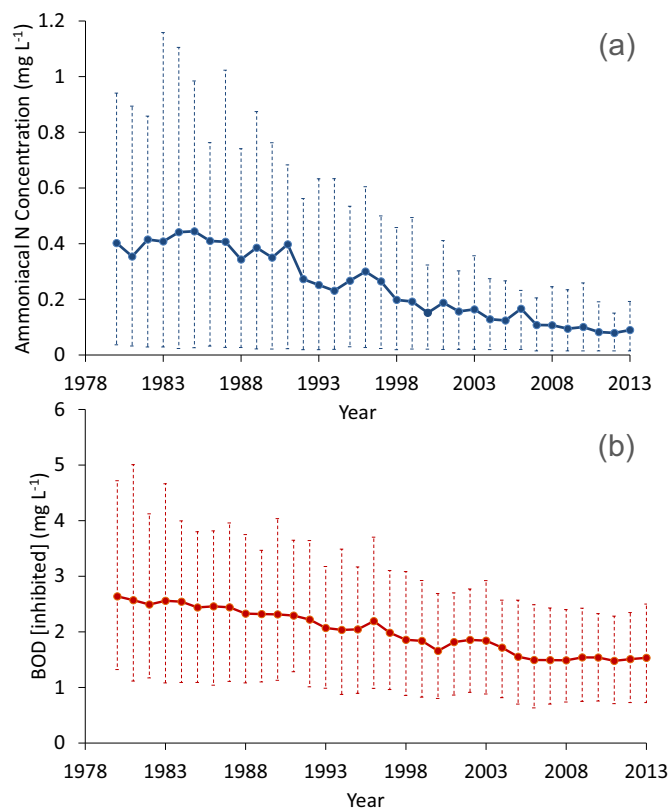 (a)
Ammoniacal N Concentration (mg L⁻¹)
1.2
1
0.8
0.6
0.4
0.2
0
1978 1983 1988 1993 1998 2003 2008 2013
Year
(b)
BOD [inhibited] (mg L⁻¹)
6
5
4
3
2
1
0
1978 1983 1988 1993 1998 2003 2008 2013
Year